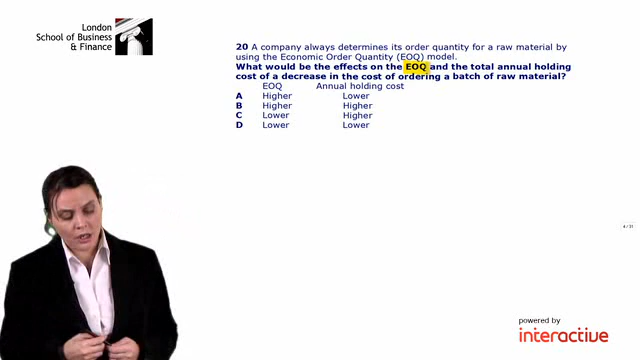 London
School of Business
& Finance
20 A company always determines its order quantity for a raw material by
using the Economic Order Quantity (EOQ) model.
What would be the effects on the EOQ and the total annual holding
cost of a decrease in the cost of ordering a batch of raw material?
EOQ Annual holding cost
A Higher Lower
B Higher Higher
C Lower Higher
D Lower Lower
4 / 31
powered by
interactive